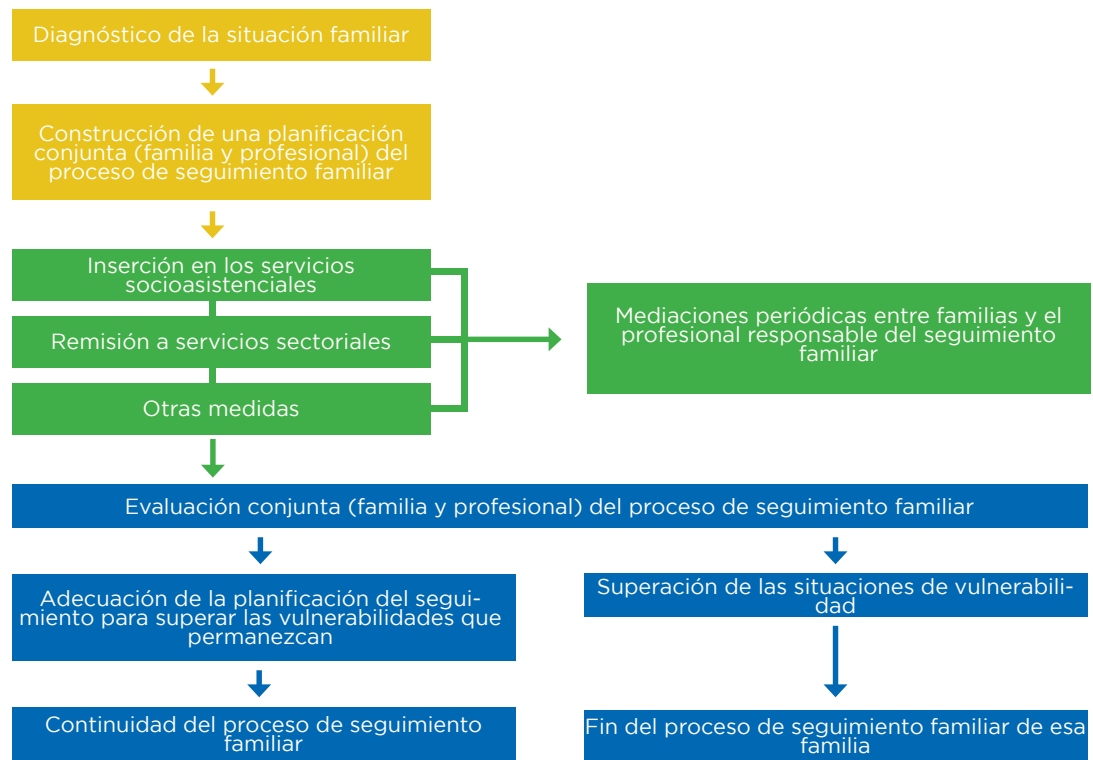 Diagnóstico de la situación familiar
Construcción de una planificación
conjunta (familia y profesional) del
proceso de seguimiento familiar
Inserción en los servicios
socioasistenciales
Remisión a servicios sectoriales
Otras medidas
Mediaciones periódicas entre familias y el
profesional responsable del seguimiento
familiar
Evaluación conjunta (familia y profesional) del proceso de seguimiento familiar
Adecuación de la planificación del segui-
miento para superar las vulnerabilidades que
permanezcan
Continuidad del proceso de seguimiento
familiar
Superación de las situaciones de vulnerabili-
dad
Fin del proceso de seguimiento familiar de esa
familia